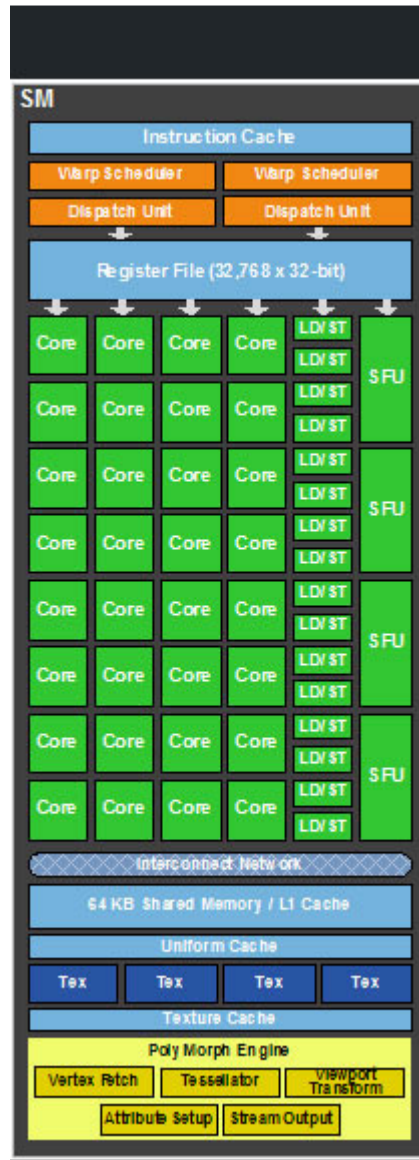 SM
Instruction Cache
Warp Scheduler Warp Scheduler
Dispatch Unit Dispatch Unit
Register File (32,768 x 32-bit)
LD/ST
Core Core Core Core
LD/ST
SFU
LD/ST
Core Core Core Core
LD/ST
LD/ST
Core Core Core Core
LD/ST
SFU
LD/ST
Core Core Core Core
LD/ST
LD/ST
Core Core Core Core
LD/ST
SFU
LD/ST
Core Core Core Core
LD/ST
LD/ST
Core Core Core Core
LD/ST
SFU
LD/ST
Core Core Core Core
LD/ST
Interconnect Network
64 KB Shared Memory / L1 Cache
Uniform Cache
Tex Tex Tex Tex
Texture Cache
PolyMorph Engine
Vertex Fetch Tessellator Viewport
Transform
Attribute Setup Stream Output